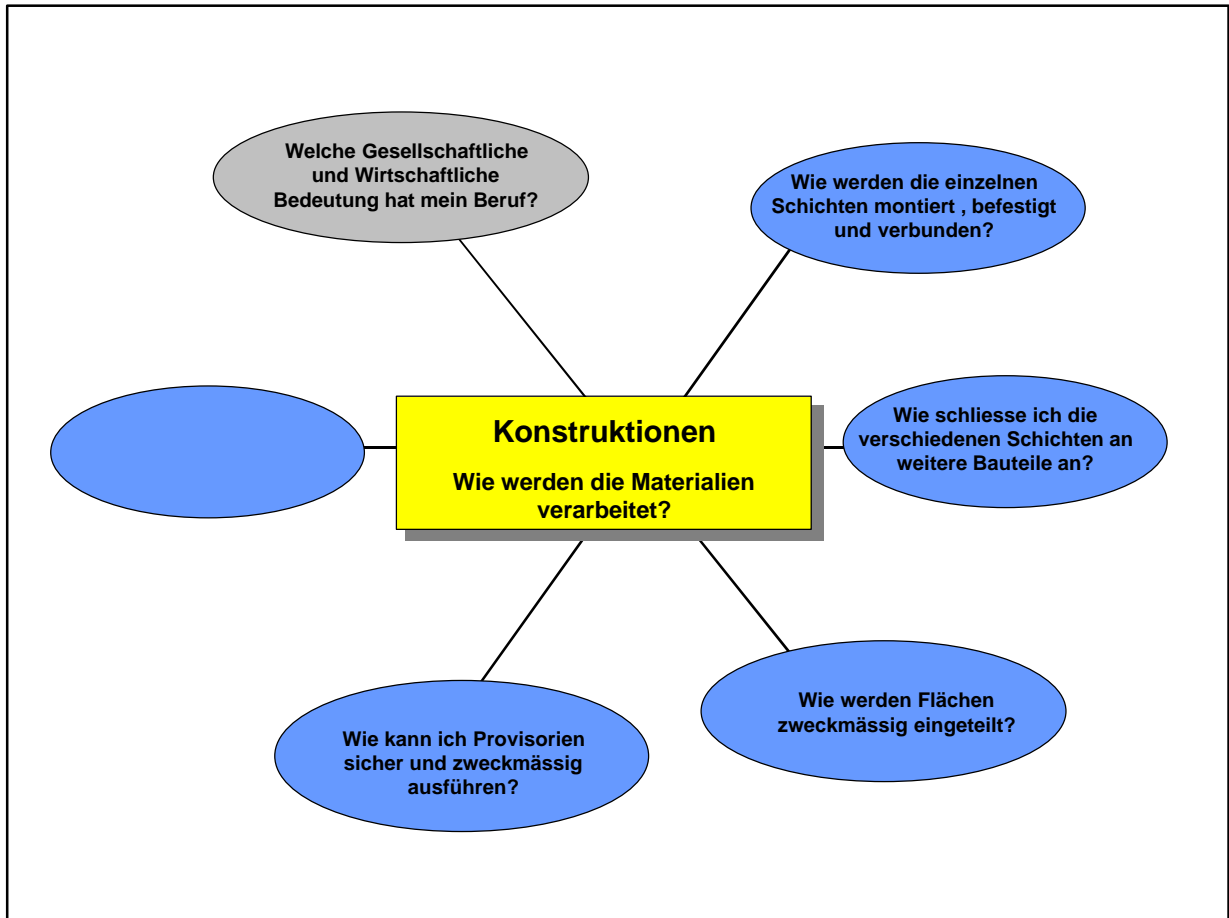 Welche Gesellschaftliche
und Wirtschaftliche
Bedeutung hat mein Beruf?
Wie werden die einzelnen
Schichten montiert , befestigt
und verbunden?
Konstruktionen
Wie werden die Materialien
verarbeitet?
Wie schliesse ich die
verschiedenen Schichten an
weitere Bauteile an?
Wie kann ich Provisorien
sicher und zweckmässig
ausführen?
Wie werden Flächen
zweckmässig eingeteilt?